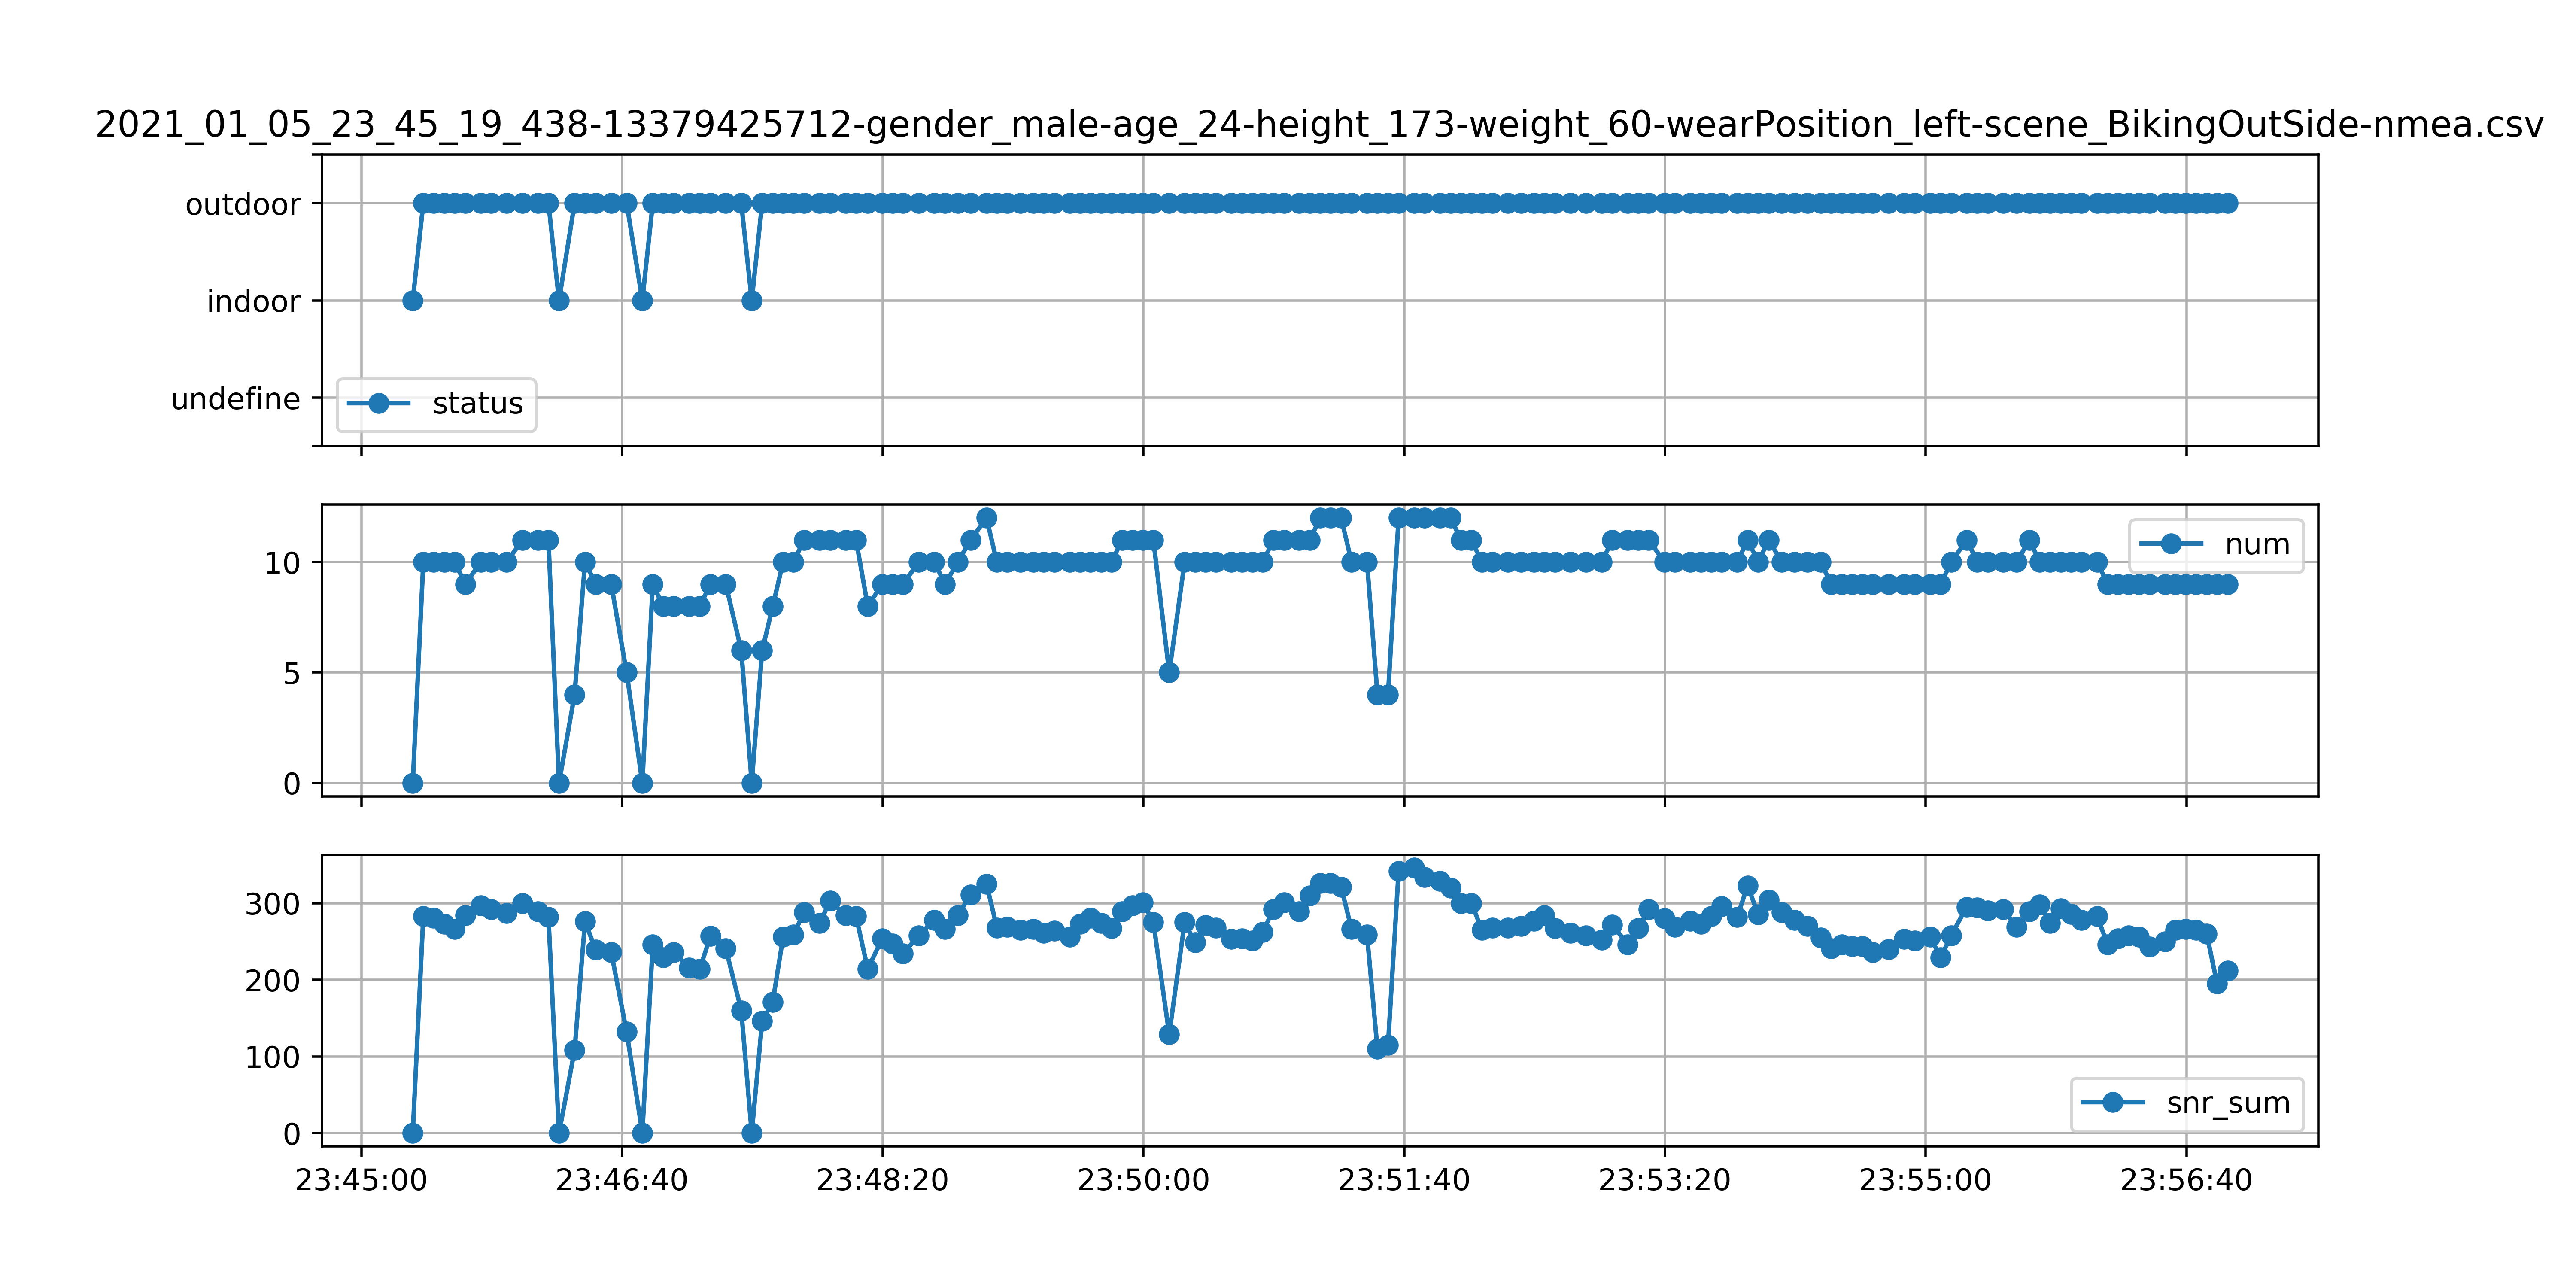 2021_01_05_23_45_19_438-13379425712-gender_male-age_24-height_173-weight_60-wearPosition_left-scene_BikingOutSide-nmea.csv
outdoor
indoor
undefine
status
10
5
0
num
300
200
100
0
snr_sum
23:45:00 23:46:40 23:48:20 23:50:00 23:51:40 23:53:20 23:55:00 23:56:40